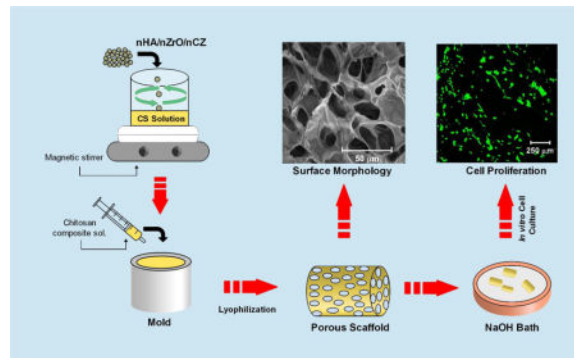 nHA/nZrO/nCZ
CS Solution
Magnetic stirrer
Chitosan
composite sol.
Mold
Lyophilization
Porous Scaffold
NaOH Bath
50 µm
Surface Morphology
250 µm
Cell Proliferation
In vitro Cell
Culture